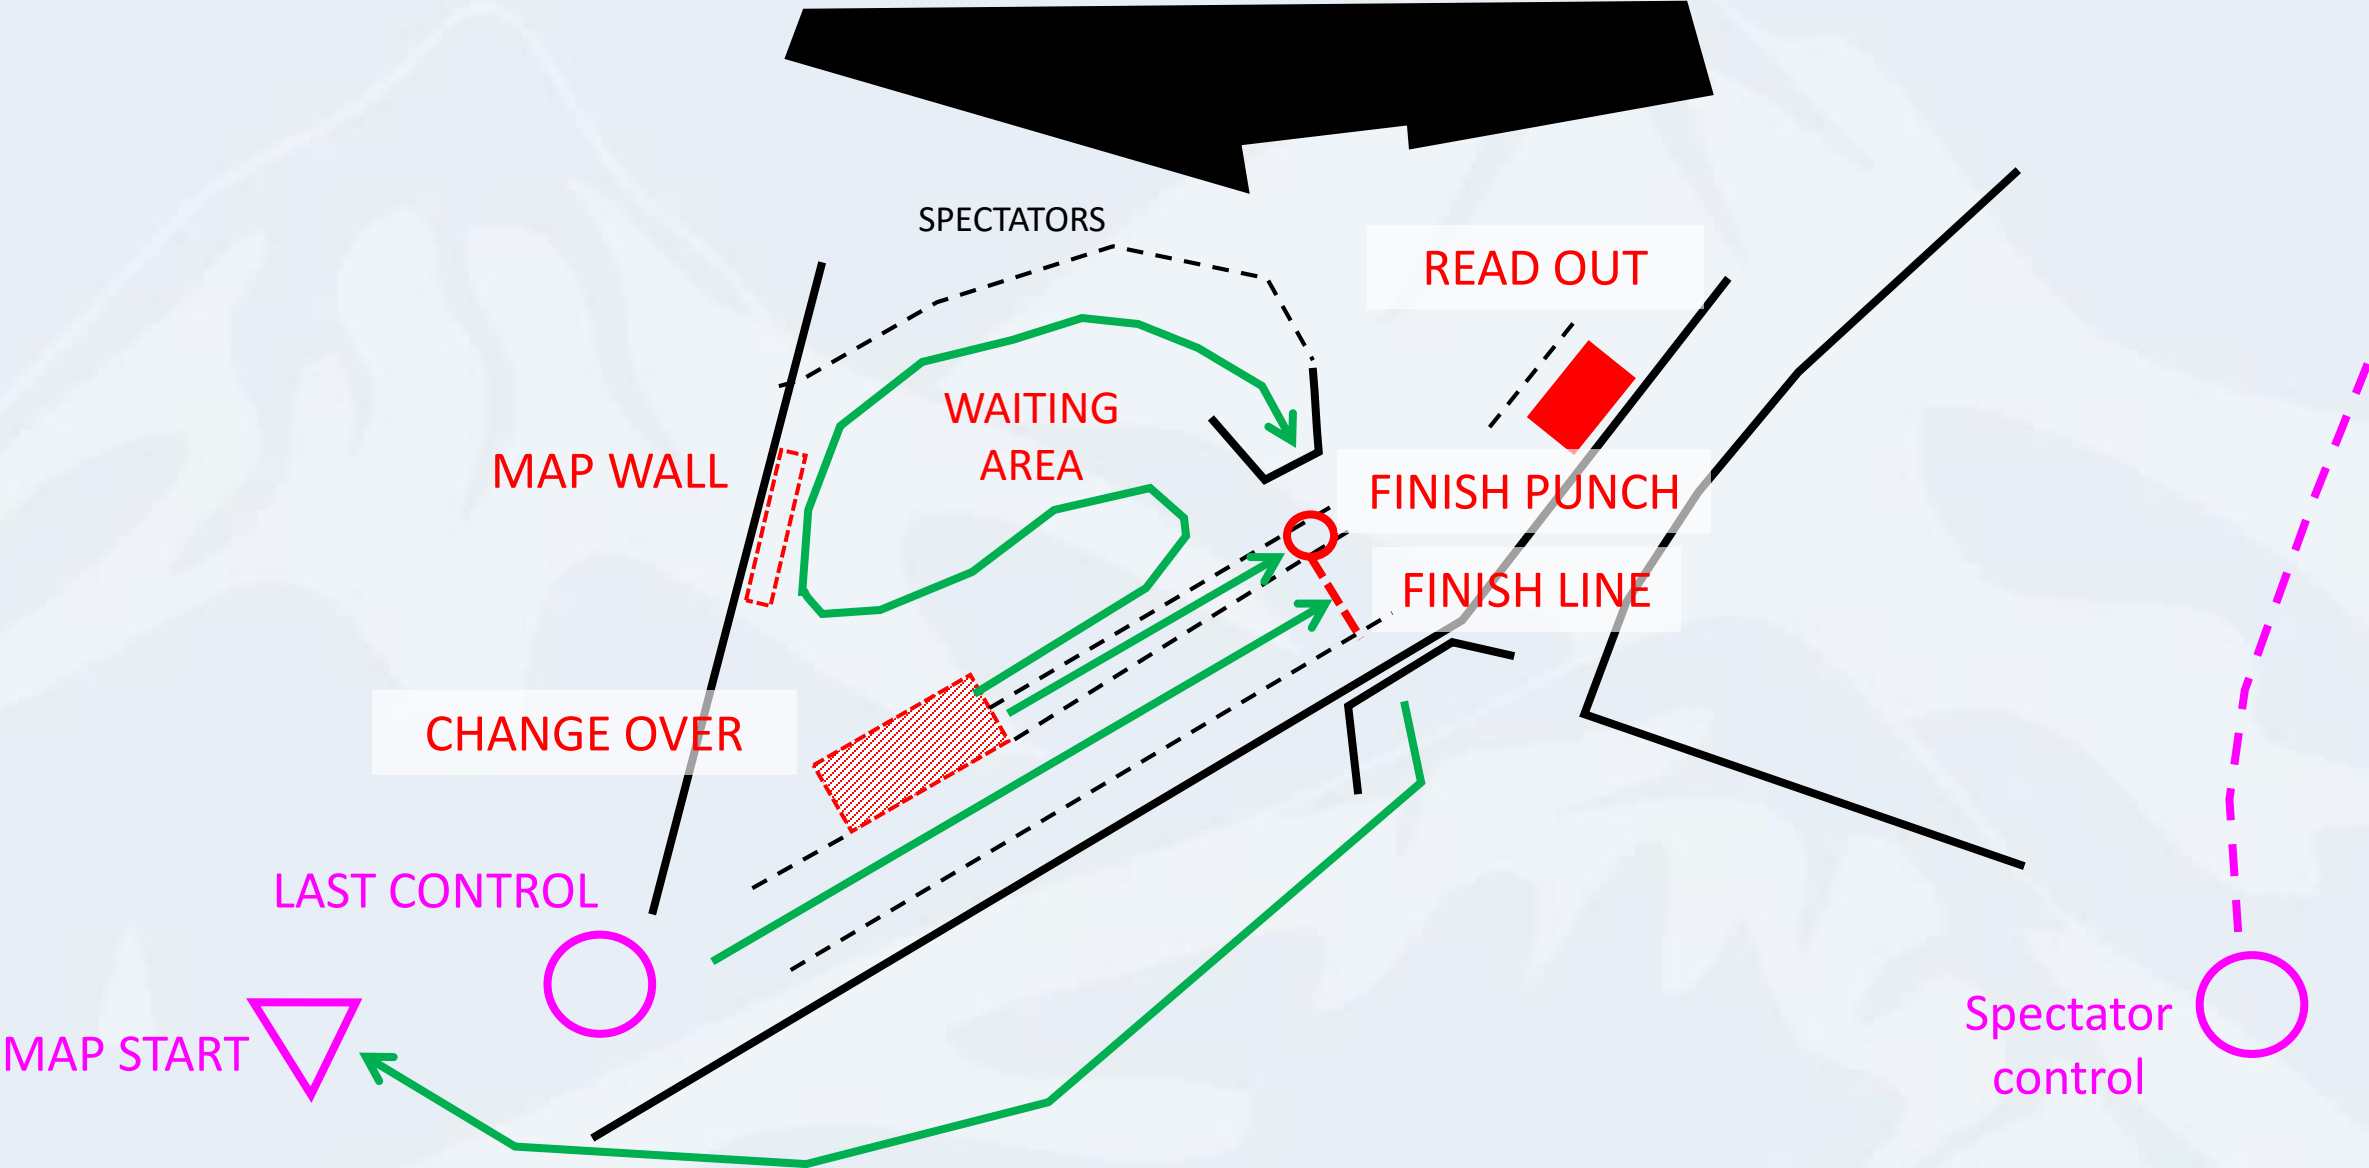 SPECTATORS
READ OUT
WAITING
AREA
MAP WALL
FINISH PUNCH
FINISH LINE
CHANGE OVER
LAST CONTROL
MAP START
Spectator
control